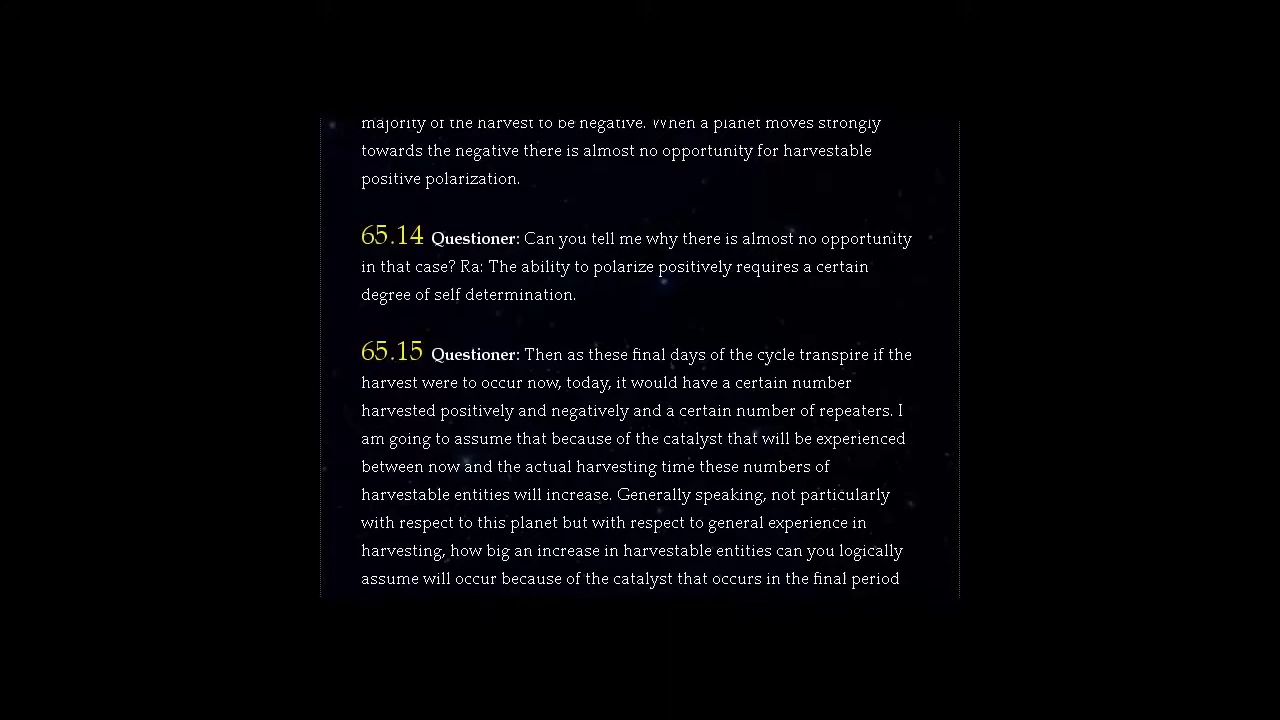 majority of the harvest to be negative. When a planet moves strongly
towards the negative there is almost no opportunity for harvestable
positive polarization.
65.14 Questioner: Can you tell me why there is almost no opportunity
in that case? Ra: The ability to polarize positively requires a certain
degree of self determination.
65.15 Questioner: Then as these final days of the cycle transpire if the
harvest were to occur now, today, it would have a certain number
harvested positively and negatively and a certain number of repeaters. I
am going to assume that because of the catalyst that will be experienced
between now and the actual harvesting time these numbers of
harvestable entities will increase. Generally speaking, not particularly
with respect to this planet but with respect to general experience in
harvesting, how big an increase in harvestable entities can you logically
assume will occur because of the catalyst that occurs in the final period